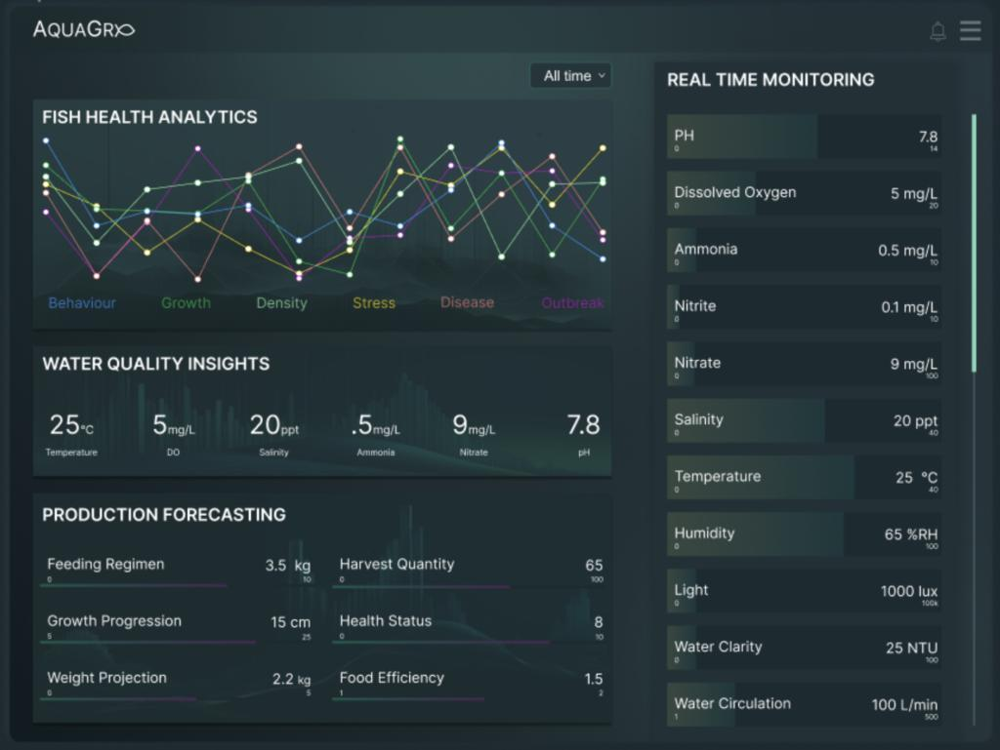 AQUAGRO
All time
FISH HEALTH ANALYTICS
Behaviour Growth Density Stress Disease Outbreak
WATER QUALITY INSIGHTS
25°C 5mg/L 20ppt .5mg/L 9mg/L 7.8
Temperature DO Salinity Ammonia Nitrate pH
PRODUCTION FORECASTING
Feeding Regimen 3.5 kg
0 10
Harvest Quantity 65
0 100
Growth Progression 15 cm
5 25
Health Status 8
0 10
Weight Projection 2.2 kg
0 5
Food Efficiency 1.5
1 2
REAL TIME MONITORING
PH 7.8
0 14
Dissolved Oxygen 5 mg/L
0 20
Ammonia 0.5 mg/L
0 10
Nitrite 0.1 mg/L
0 10
Nitrate 9 mg/L
0 100
Salinity 20 ppt
0 40
Temperature 25 °C
0 40
Humidity 65 %RH
0 100
Light 1000 lux
0 100k
Water Clarity 25 NTU
0 100
Water Circulation 100 L/min
1 500